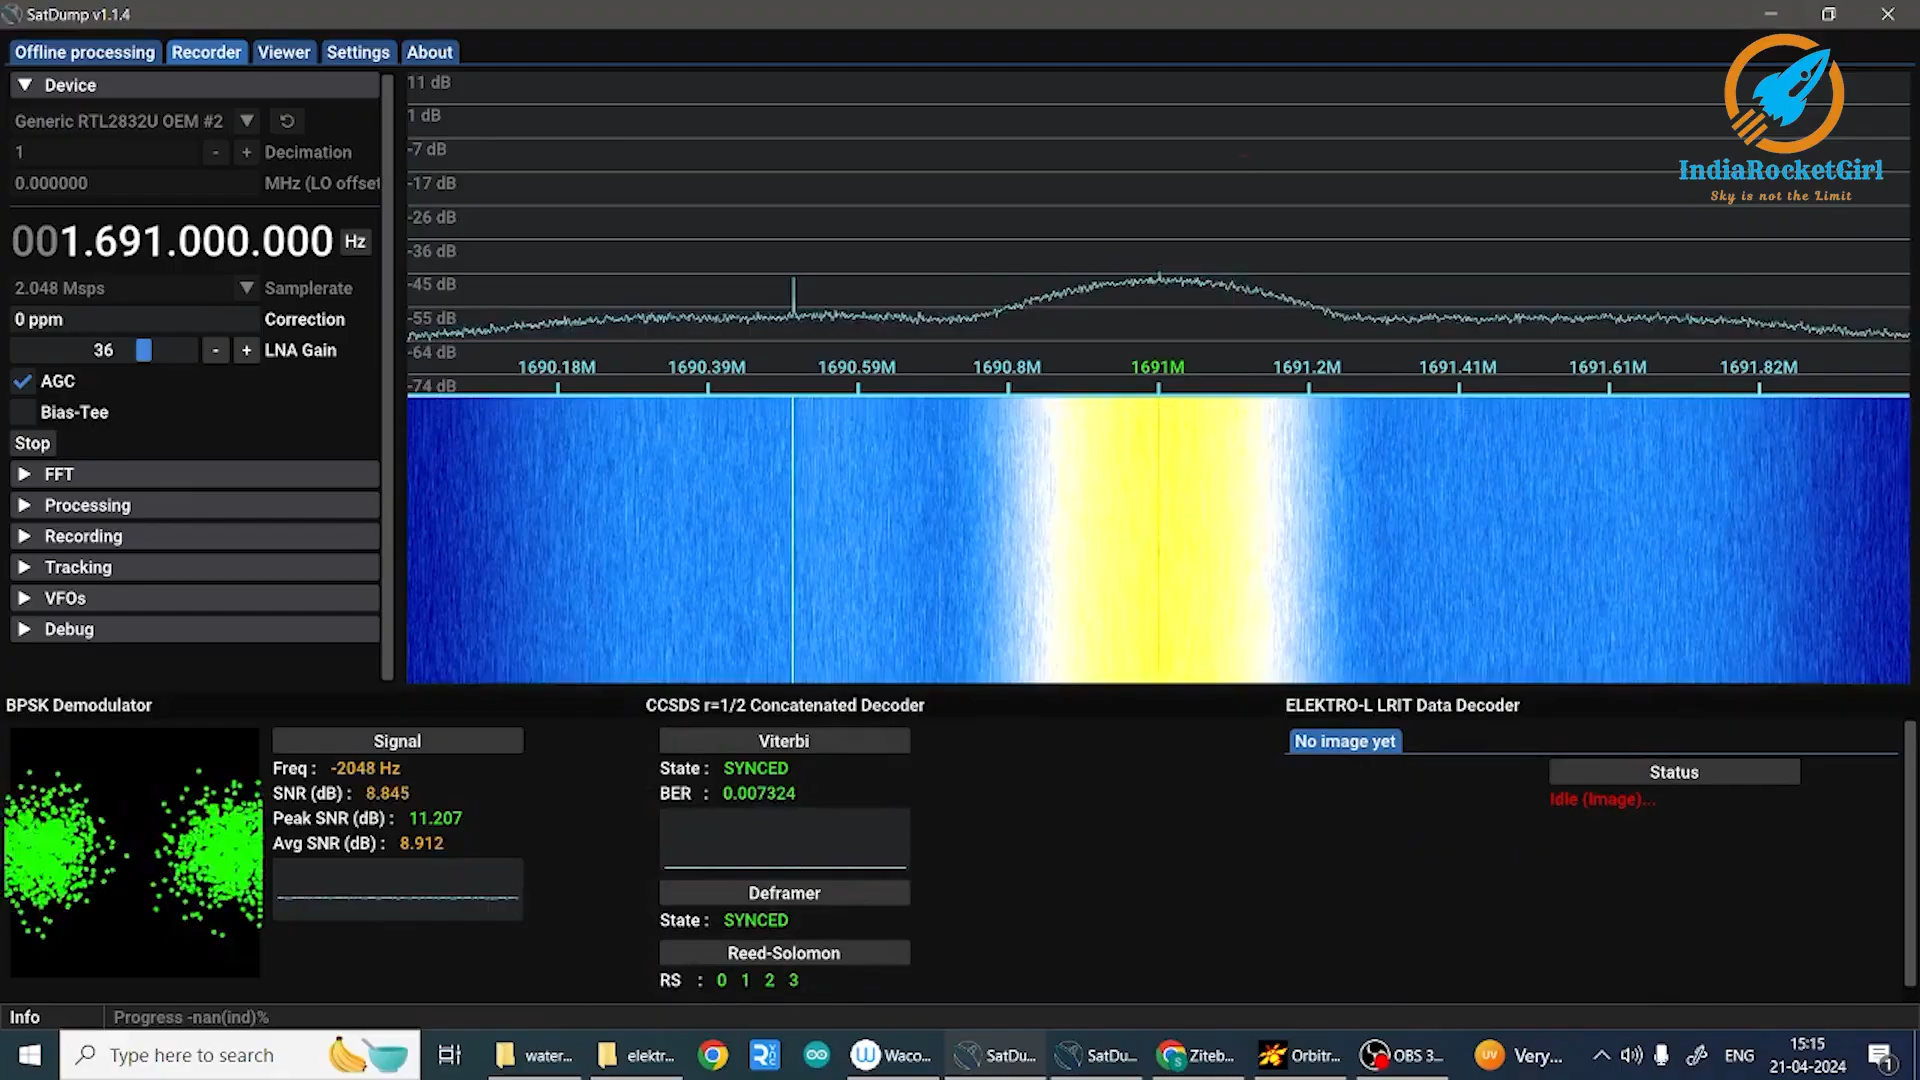 SatDump v1.1.4
Offline processing
Recorder
Viewer
Settings
About
Device
Generic RTL2832U OEM #2
1
-
+
Decimation
0.000000
MHz (LO offset
001.691.000.000 Hz
2.048 Msps
Samplerate
0 ppm
Correction
36
-
+
LNA Gain
AGC
Bias-Tee
Stop
FFT
Processing
Recording
Tracking
VFOs
Debug
11 dB
1 dB
-7 dB
-17 dB
-26 dB
-36 dB
-45 dB
-55 dB
-64 dB
-74 dB
1690.18M
1690.39M
1690.59M
1690.8M
1691M
1691.2M
1691.41M
1691.61M
1691.82M
IndiaRocketGirl
Sky is not the Limit
BPSK Demodulator
Signal
Freq : -2048 Hz
SNR (dB) : 8.845
Peak SNR (dB) : 11.207
Avg SNR (dB) : 8.912
CCSDS r=1/2 Concatenated Decoder
Viterbi
State : SYNCED
BER : 0.007324
Deframer
State : SYNCED
Reed-Solomon
RS : 0 1 2 3
ELEKTRO-L LRIT Data Decoder
No image yet
Status
Idle (Image)...
Info
Progress -nan(ind)%
Type here to search
water...
elektr...
Waco...
SatDu...
SatDu...
Ziteb...
Orbitr...
OBS 3...
UV
Very...
ENG
15:15
21-04-2024
1